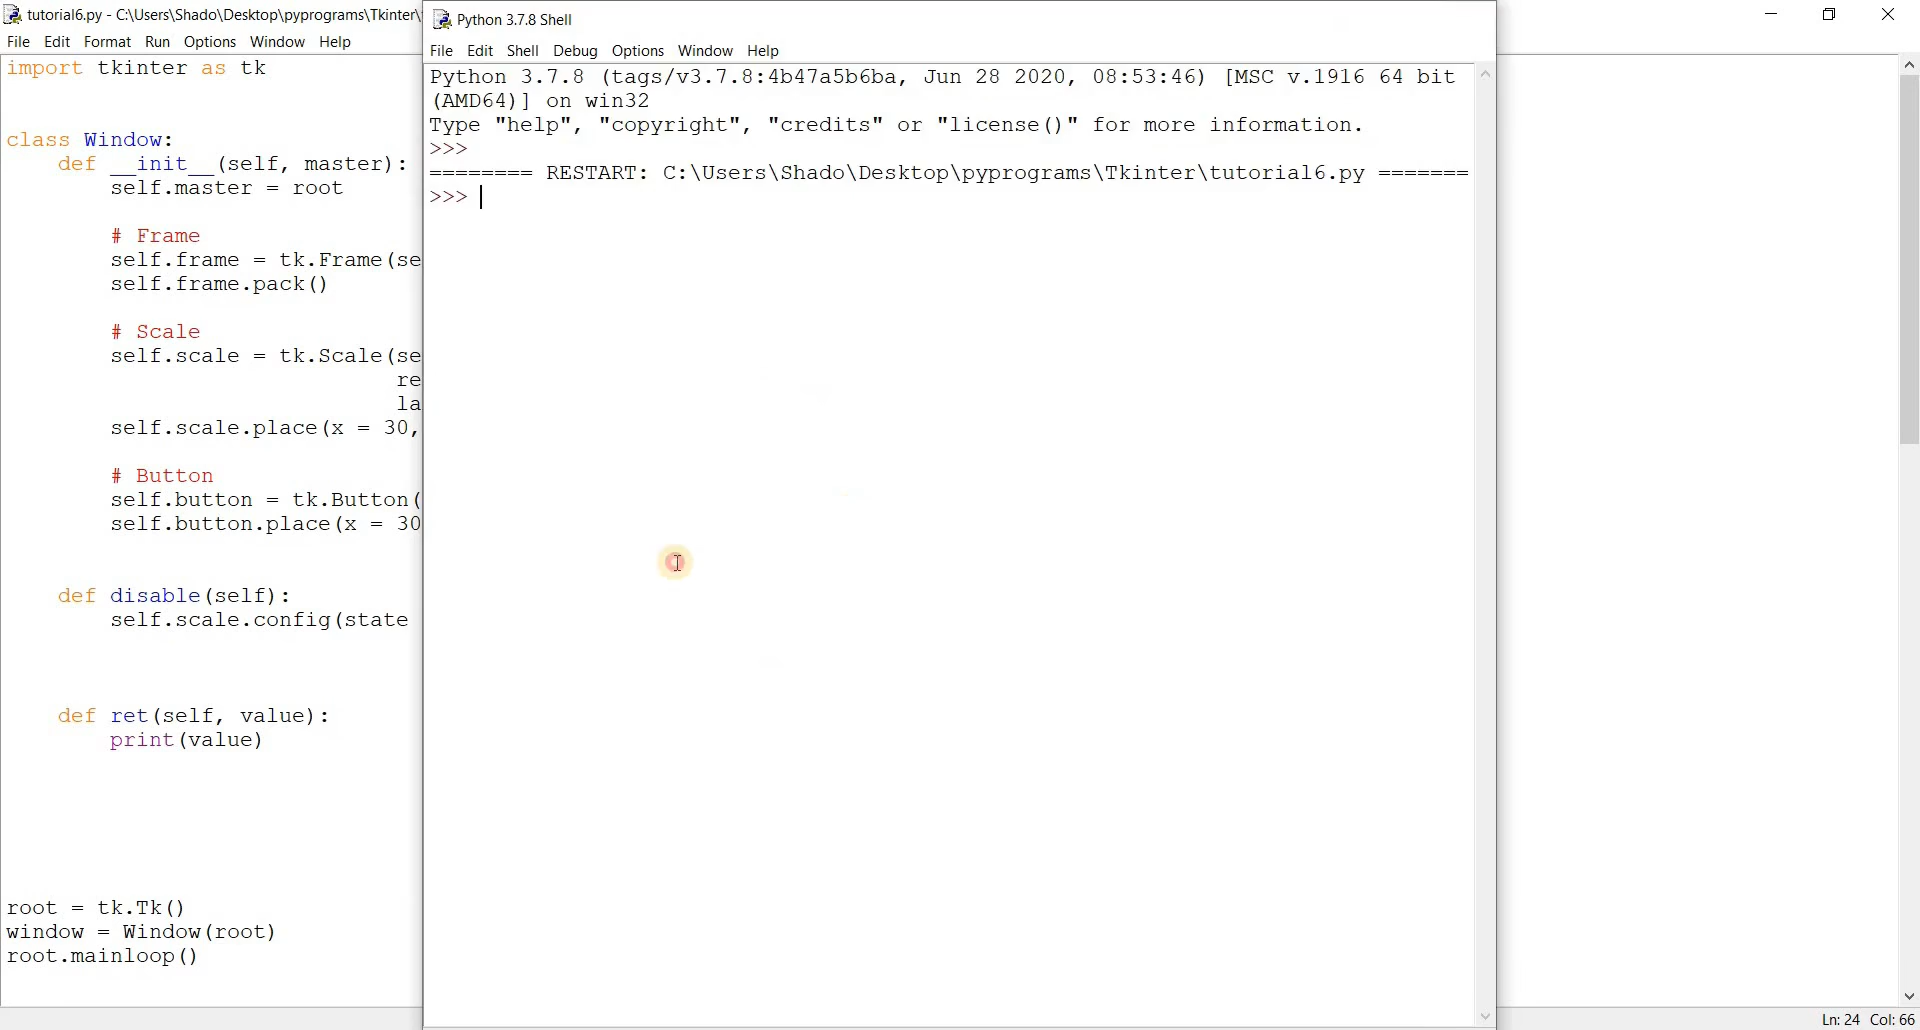 tutorial6.py - C:\Users\Shado\Desktop\pyprograms\Tkinter\
File Edit Format Run Options Window Help
import tkinter as tk
class Window:
def __init__(self, master):
self.master = root
# Frame
self.frame = tk.Frame(se
self.frame.pack()
# Scale
self.scale = tk.Scale(se
re
la
self.scale.place(x = 30,
# Button
self.button = tk.Button(
self.button.place(x = 30
def disable(self):
self.scale.config(state
def ret(self, value):
print(value)
root = tk.Tk()
window = Window(root)
root.mainloop()
Python 3.7.8 Shell
File Edit Shell Debug Options Window Help
Python 3.7.8 (tags/v3.7.8:4b47a5b6ba, Jun 28 2020, 08:53:46) [MSC v.1916 64 bit
(AMD64)] on win32
Type "help", "copyright", "credits" or "license()" for more information.
>>>
======== RESTART: C:\Users\Shado\Desktop\pyprograms\Tkinter\tutorial6.py =======
>>>
Ln: 24 Col: 66